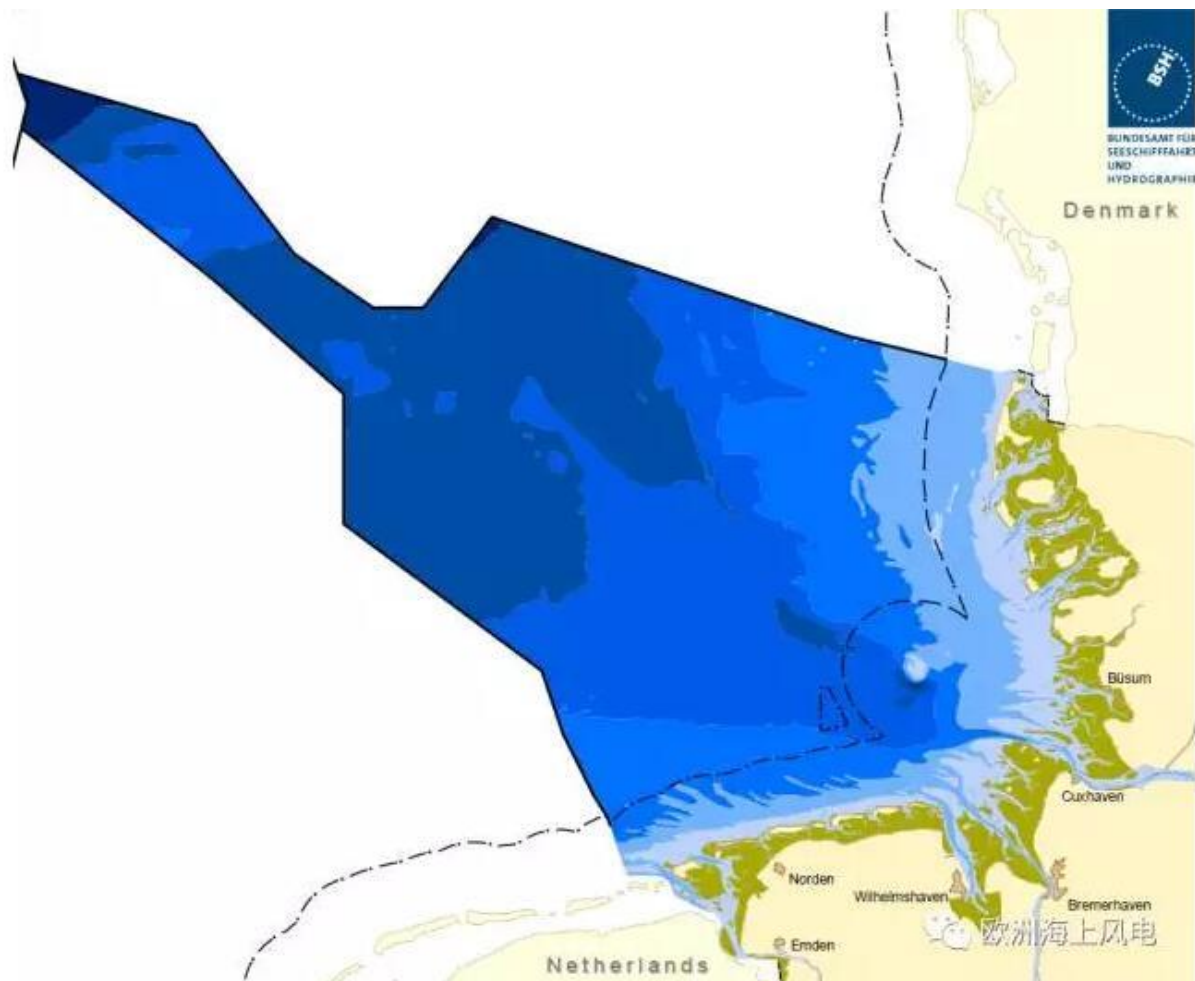 BSH
BUNDESAMT FÜR
SEESCHIFFFAHRT
UND
HYDROGRAPHIE
Denmark
Büsum
Cuxhaven
Norden
Wilhelmshaven
Bremerhaven
欧洲海上风电
Emden
Netherlands